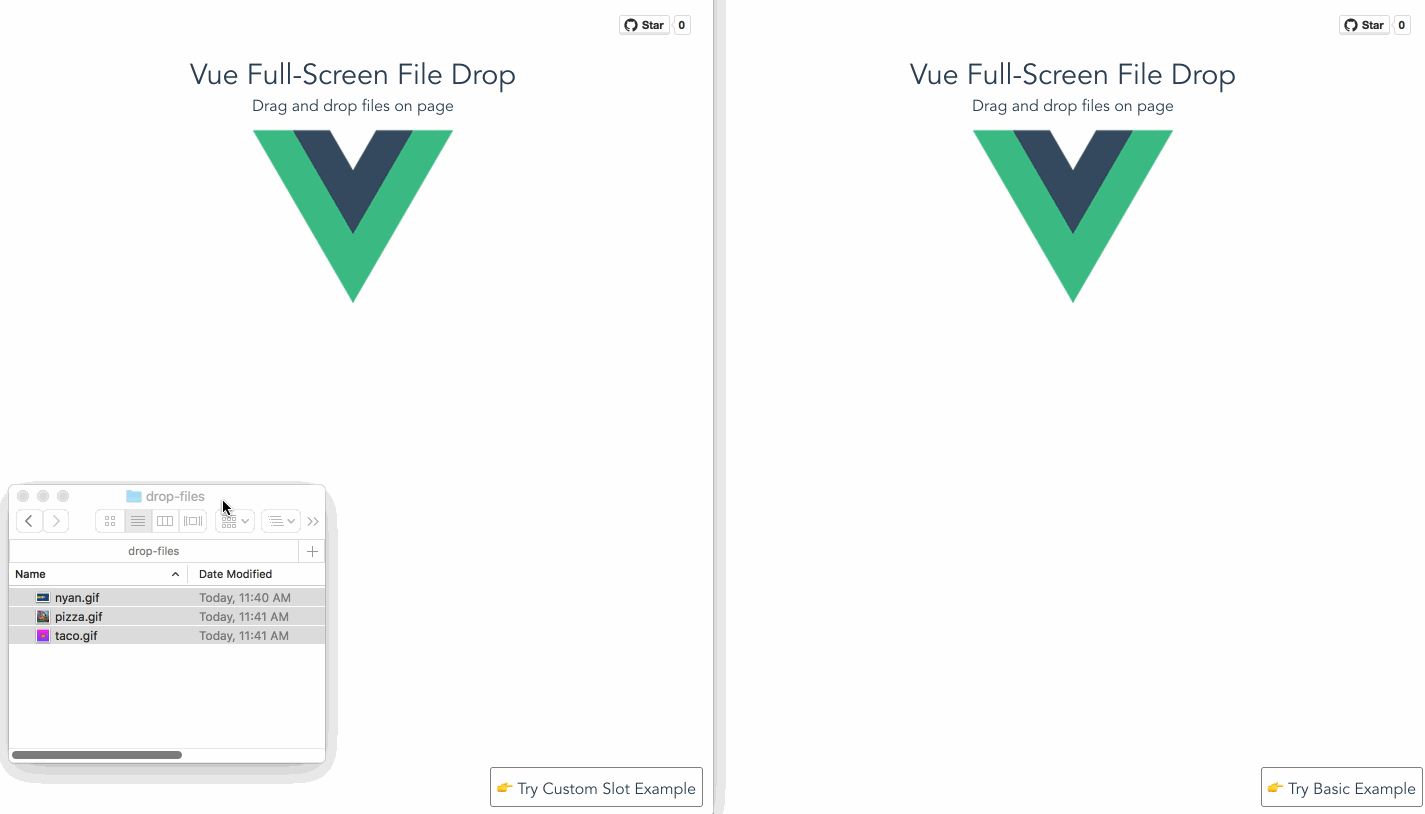 Star 0
Vue Full-Screen File Drop
Drag and drop files on page
drop-files
drop-files
Name Date Modified
nyan.gif Today, 11:40 AM
pizza.gif Today, 11:41 AM
taco.gif Today, 11:41 AM
👉 Try Custom Slot Example
Star 0
Vue Full-Screen File Drop
Drag and drop files on page
👉 Try Basic Example